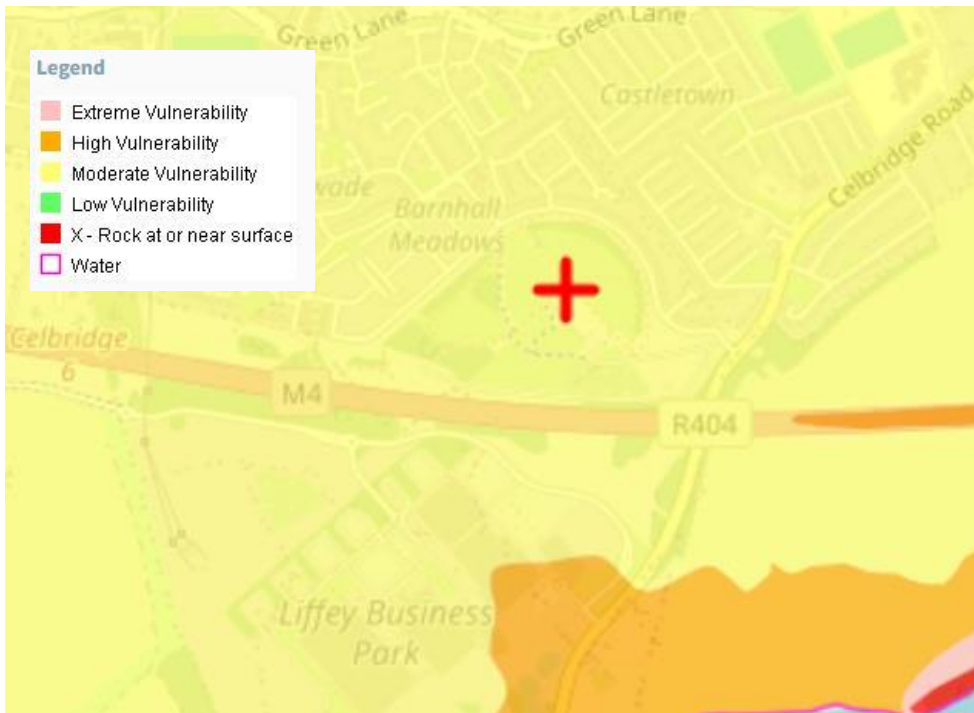 Green Lane
Green Lane
Legend
Extreme Vulnerability
High Vulnerability
Moderate Vulnerability
Low Vulnerability
X - Rock at or near surface
Water
Castletown
Celbridge Road
wade
Barnhall
Meadows
Celbridge
6
M4
R404
Liffey Business
Park